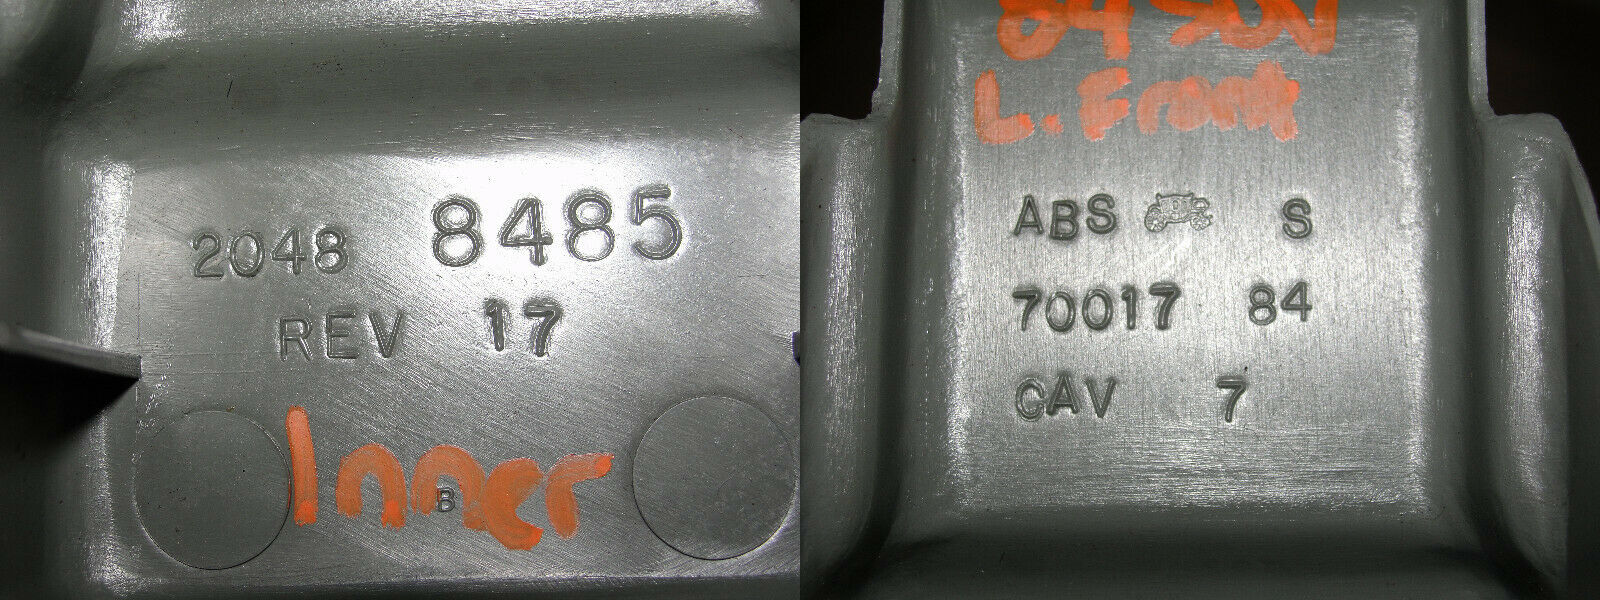 2048 8485
REV 17
Inner
B
L. Front
ABS S
70017 84
CAV 7